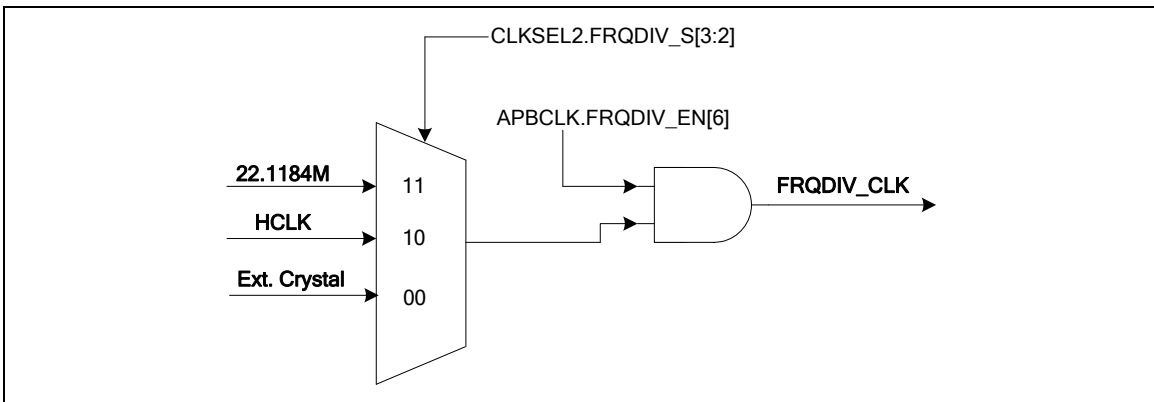 CLKSEL2.FRQDIV_S[3:2]
APBCLK.FRQDIV_EN[6]
22.1184M
11
HCLK
10
Ext. Crystal
00
FRQDIV_CLK